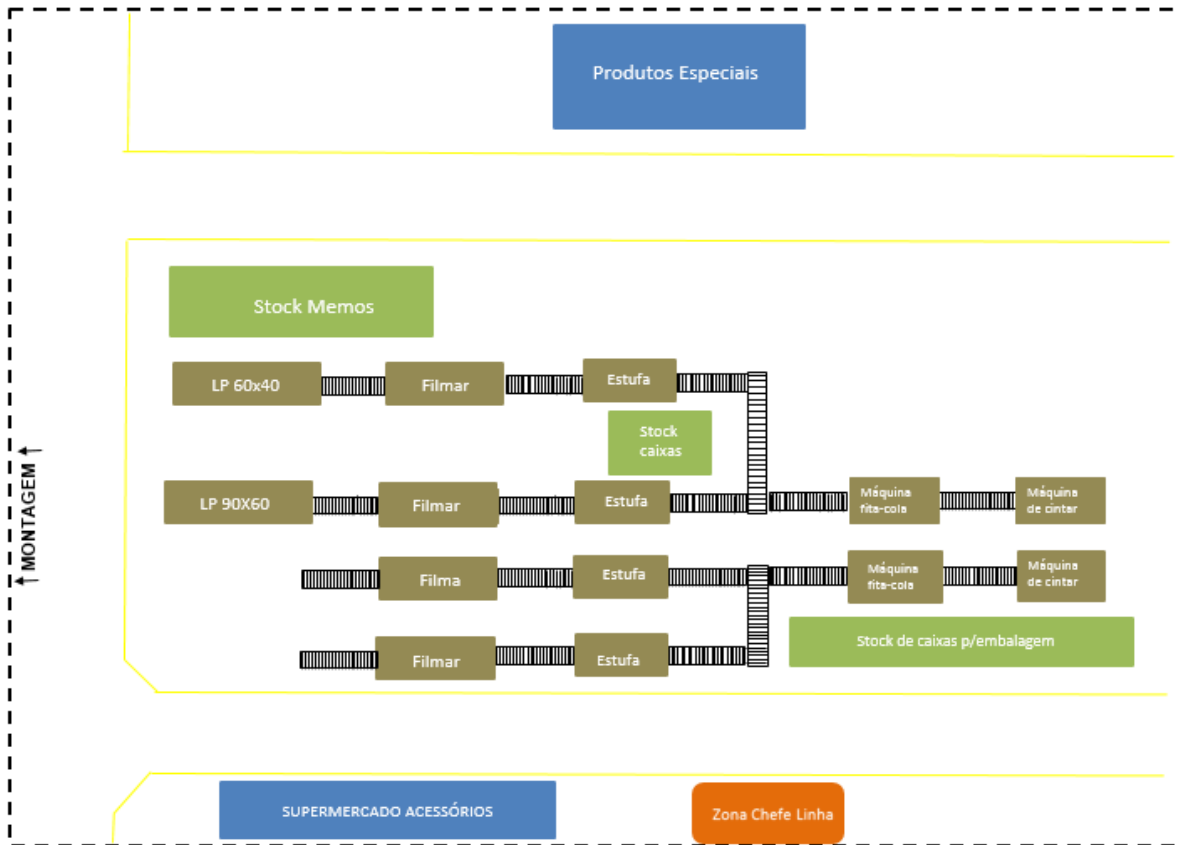 Produtos Especiais
Stock Memos
LP 60x40
Filmar
Estufa
Stock
caixas
LP 90X60
Filmar
Estufa
Máquina
fita-cola
Máquina
de cintar
MONTAGEM
Filma
Estufa
Máquina
fita-cola
Máquina
de cintar
Filmar
Estufa
Stock de caixas p/embalagem
SUPERMERCADO ACESSÓRIOS
Zona Chefe Linha